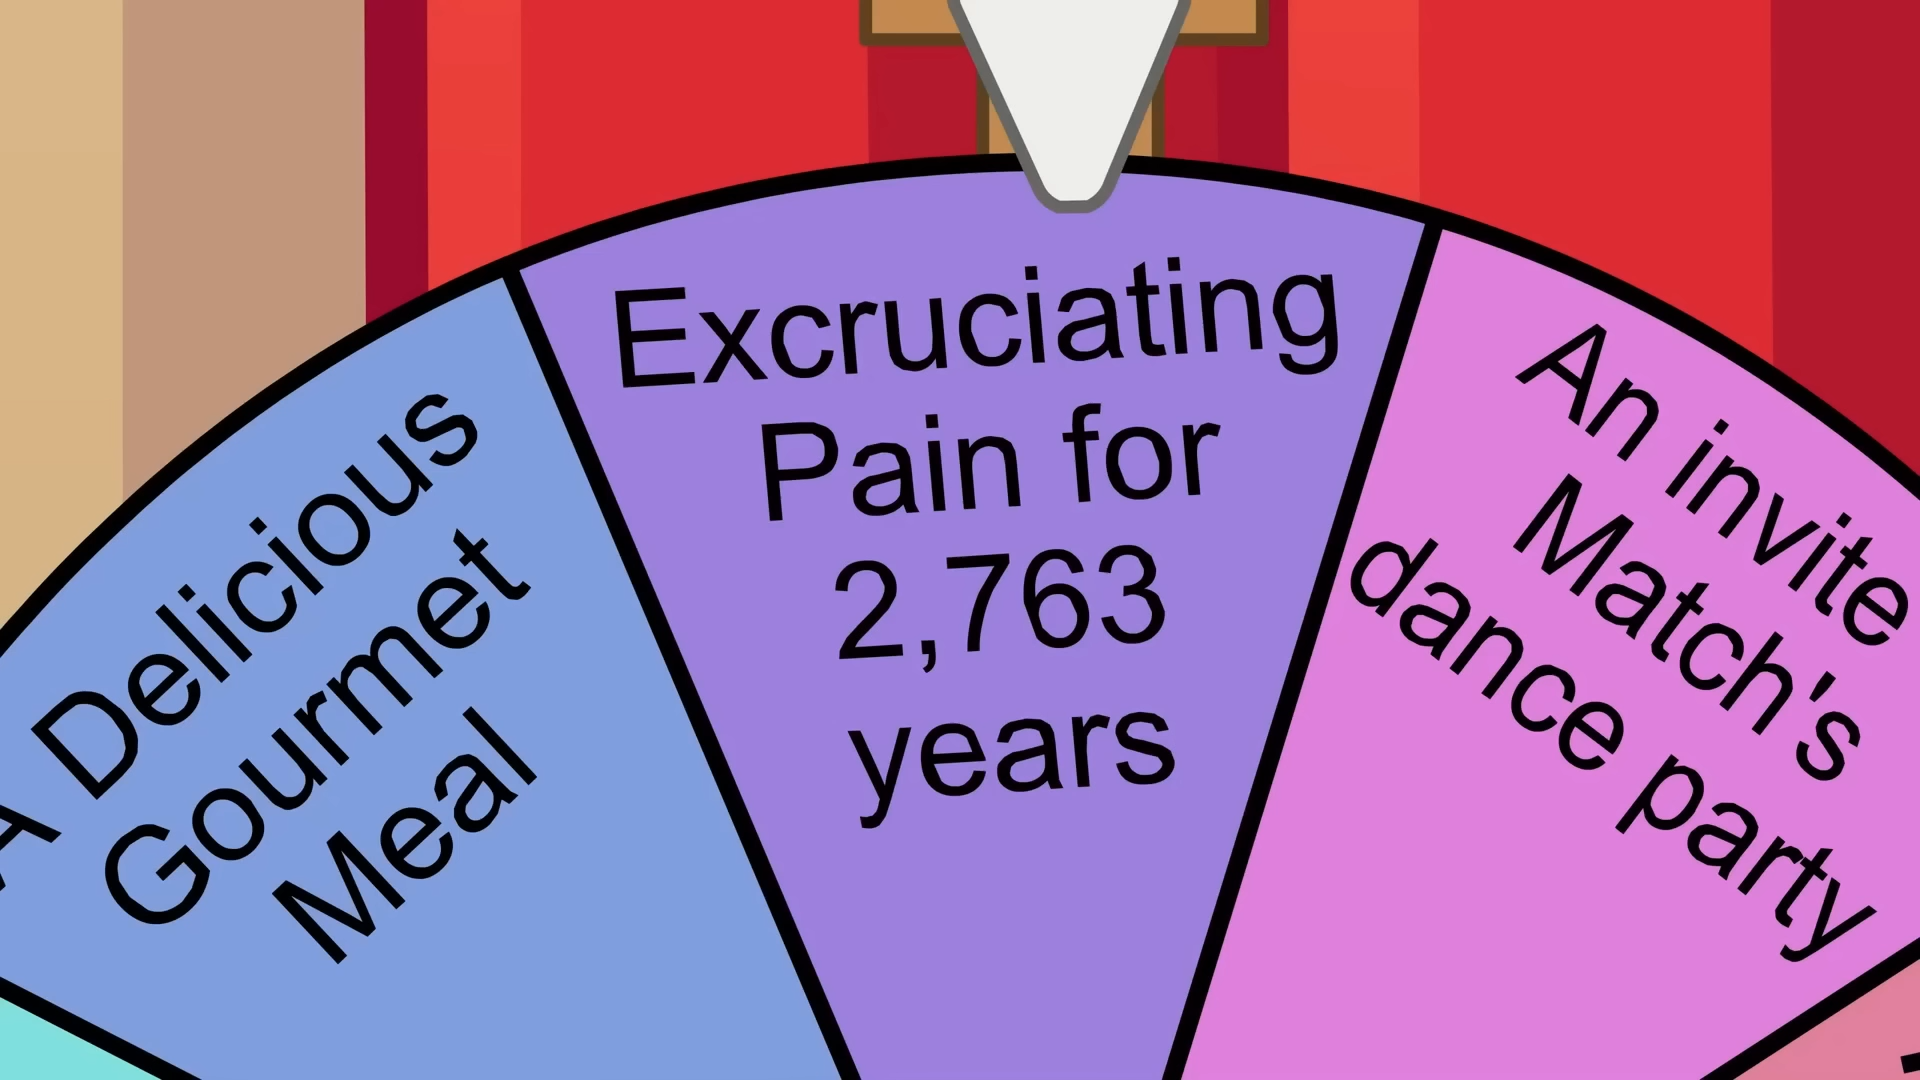 A Delicious
Gourmet
Meal
Excruciating
Pain for
2,763
years
An invite
Match's
dance party